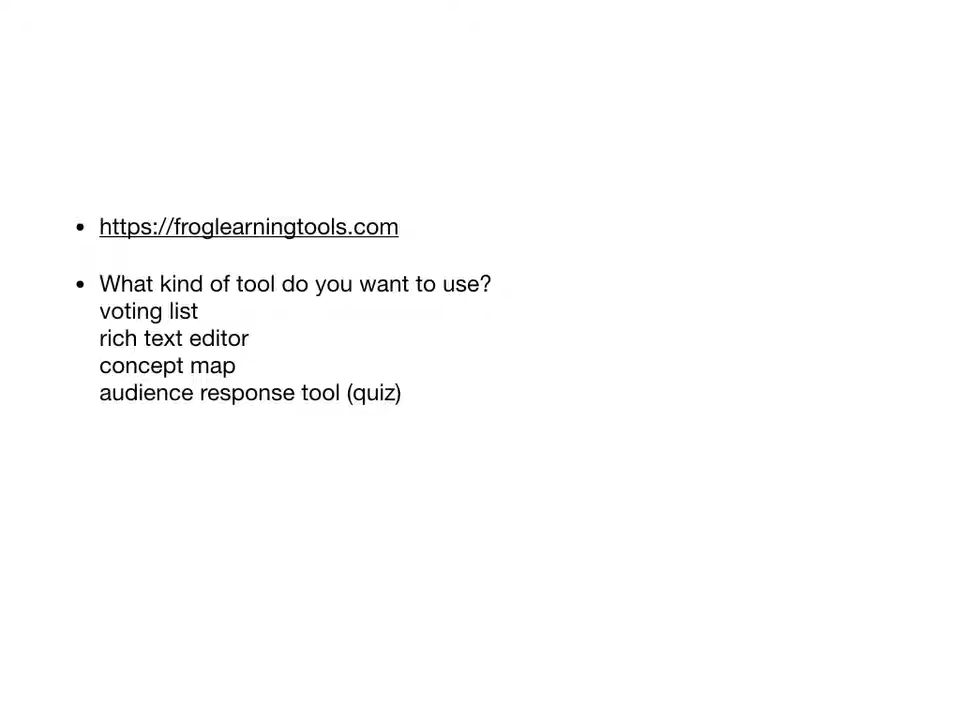 • https://froglearningtools.com
• What kind of tool do you want to use?
voting list
rich text editor
concept map
audience response tool (quiz)